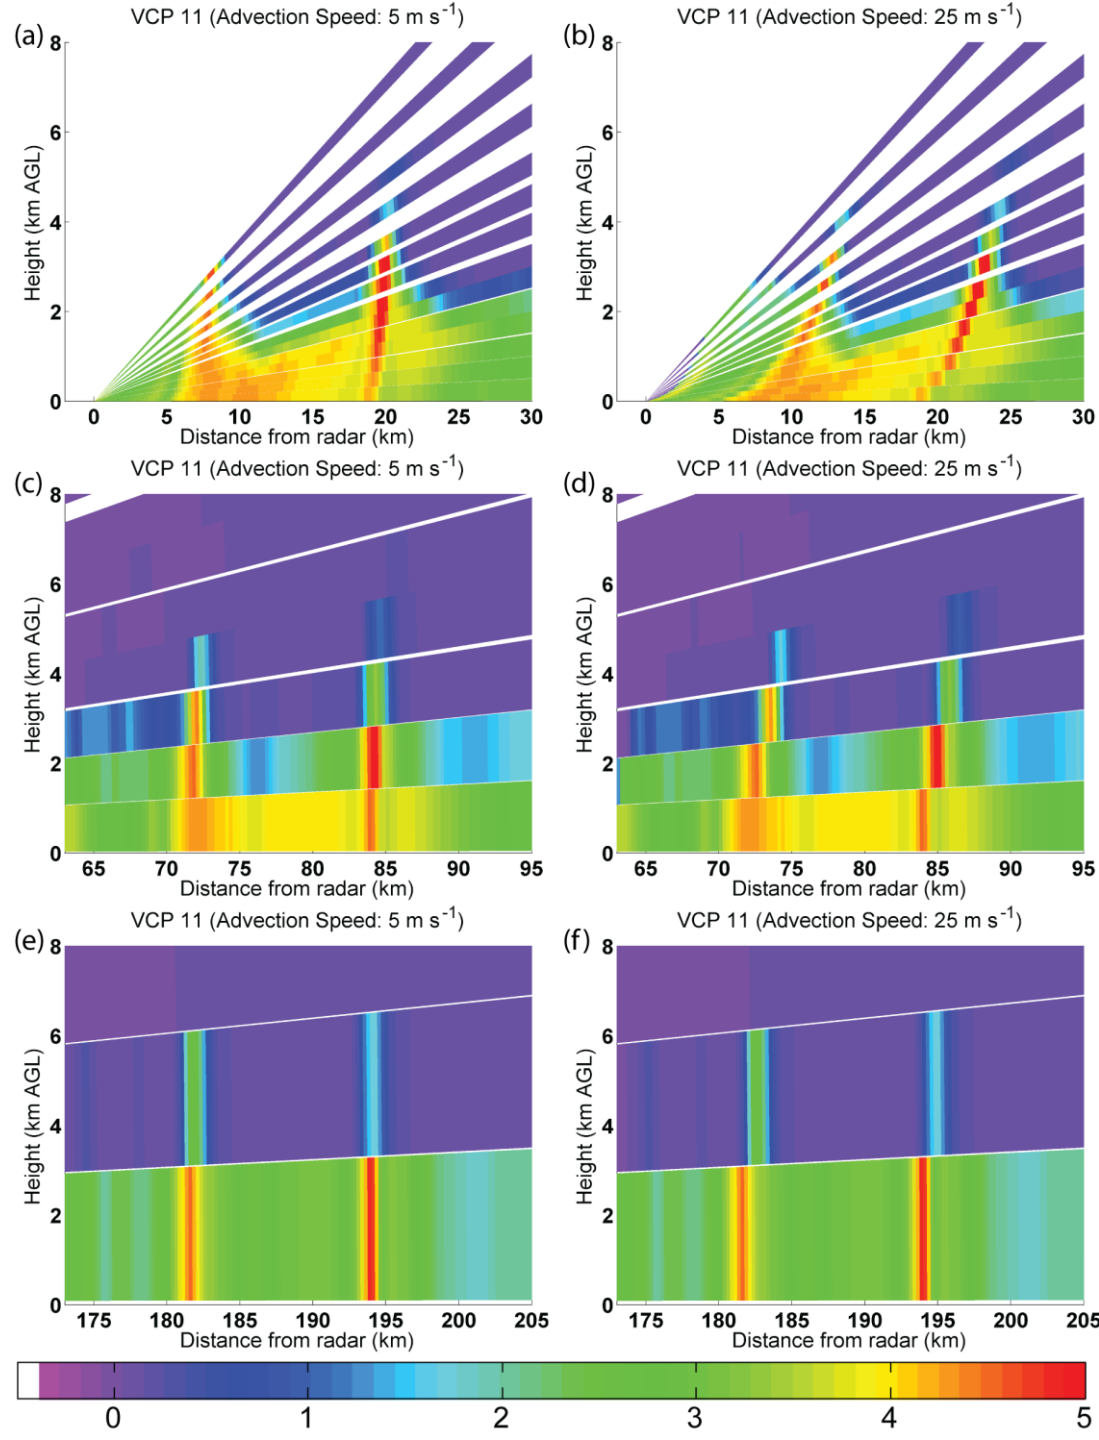 VCP 11 (Advection Speed: 5 m s-1)
VCP 11 (Advection Speed: 25 m s-1)
(a)
(b)
8
6
4
2
0
Height (km AGL)
0 5 10 15 20 25 30
Distance from radar (km)
8
6
4
2
0
Height (km AGL)
0 5 10 15 20 25 30
Distance from radar (km)
VCP 11 (Advection Speed: 5 m s-1)
VCP 11 (Advection Speed: 25 m s-1)
(c)
(d)
8
6
4
2
0
Height (km AGL)
65 70 75 80 85 90 95
Distance from radar (km)
8
6
4
2
0
Height (km AGL)
65 70 75 80 85 90 95
Distance from radar (km)
VCP 11 (Advection Speed: 5 m s-1)
VCP 11 (Advection Speed: 25 m s-1)
(e)
(f)
8
6
4
2
0
Height (km AGL)
175 180 185 190 195 200 205
Distance from radar (km)
8
6
4
2
0
Height (km AGL)
175 180 185 190 195 200 205
Distance from radar (km)
0 1 2 3 4 5